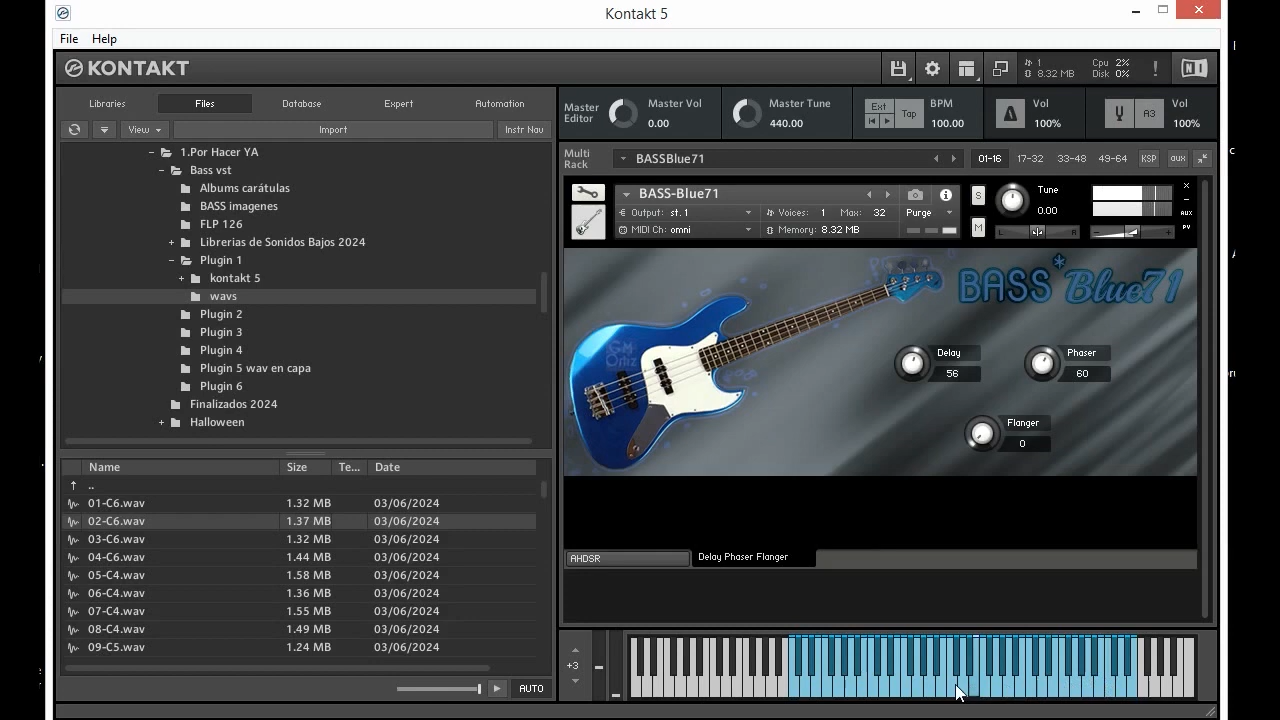 Kontakt 5
File Help
KONTAKT
1
8.32 MB
Cpu 2%
Disk 0%
!
NI
Libraries Files Database Expert Automation
View Import Instr Nav
Master Editor
Master Vol
0.00
Master Tune
440.00
Ext
Tap
BPM
100.00
Vol
100%
A3
Vol
100%
1.Por Hacer YA
Bass vst
Albums carátulas
BASS imagenes
FLP 126
Librerias de Sonidos Bajos 2024
Plugin 1
kontakt 5
wavs
Plugin 2
Plugin 3
Plugin 4
Plugin 5 wav en capa
Plugin 6
Finalizados 2024
Halloween
Name Size Te... Date
..
01-C6.wav 1.32 MB 03/06/2024
02-C6.wav 1.37 MB 03/06/2024
03-C6.wav 1.32 MB 03/06/2024
04-C6.wav 1.44 MB 03/06/2024
05-C4.wav 1.58 MB 03/06/2024
06-C4.wav 1.36 MB 03/06/2024
07-C4.wav 1.55 MB 03/06/2024
08-C4.wav 1.49 MB 03/06/2024
09-C5.wav 1.24 MB 03/06/2024
AUTO
Multi Rack
BASSBlue71
01-16 17-32 33-48 49-64 KSP aux
BASS-Blue71
Output: st. 1
Voices: 1 Max: 32
Purge
MIDI Ch: omni
Memory: 8.32 MB
S
M
Tune
0.00
L R
- +
AUX
PV
BASS * Blue71
GM
Ortiz
Delay
56
Phaser
60
Flanger
0
AHDSR
Delay Phaser Flanger
+3